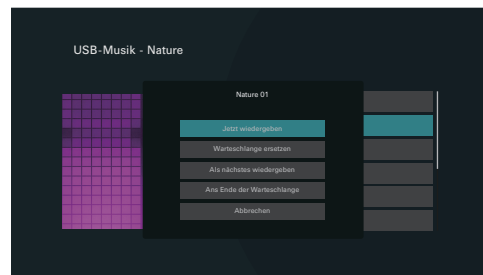 USB-Musik - Nature
Nature 01
Jetzt wiedergeben
Warteschlange ersetzen
Als nächstes wiedergeben
Ans Ende der Warteschlange
Abbrechen